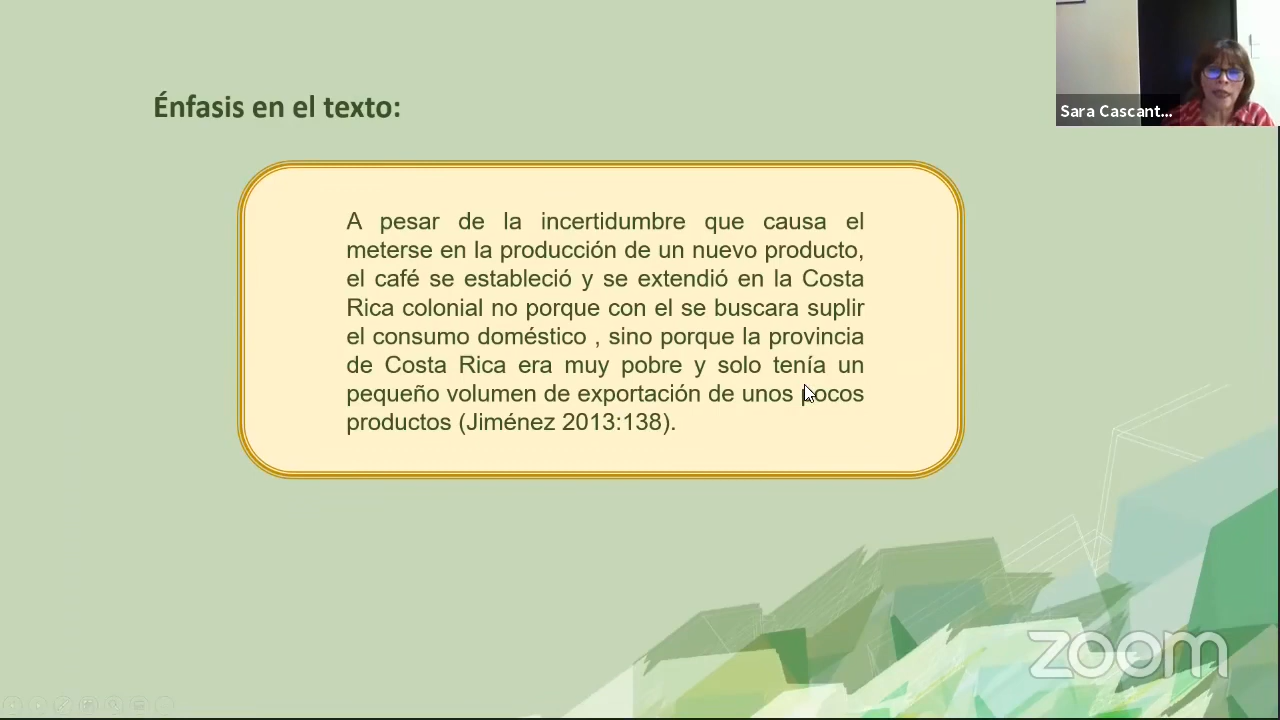 Énfasis en el texto:
Sara Cascant...
A pesar de la incertidumbre que causa el
meterse en la producción de un nuevo producto,
el café se estableció y se extendió en la Costa
Rica colonial no porque con el se buscara suplir
el consumo doméstico , sino porque la provincia
de Costa Rica era muy pobre y solo tenía un
pequeño volumen de exportación de unos pocos
productos (Jiménez 2013:138).
zoom